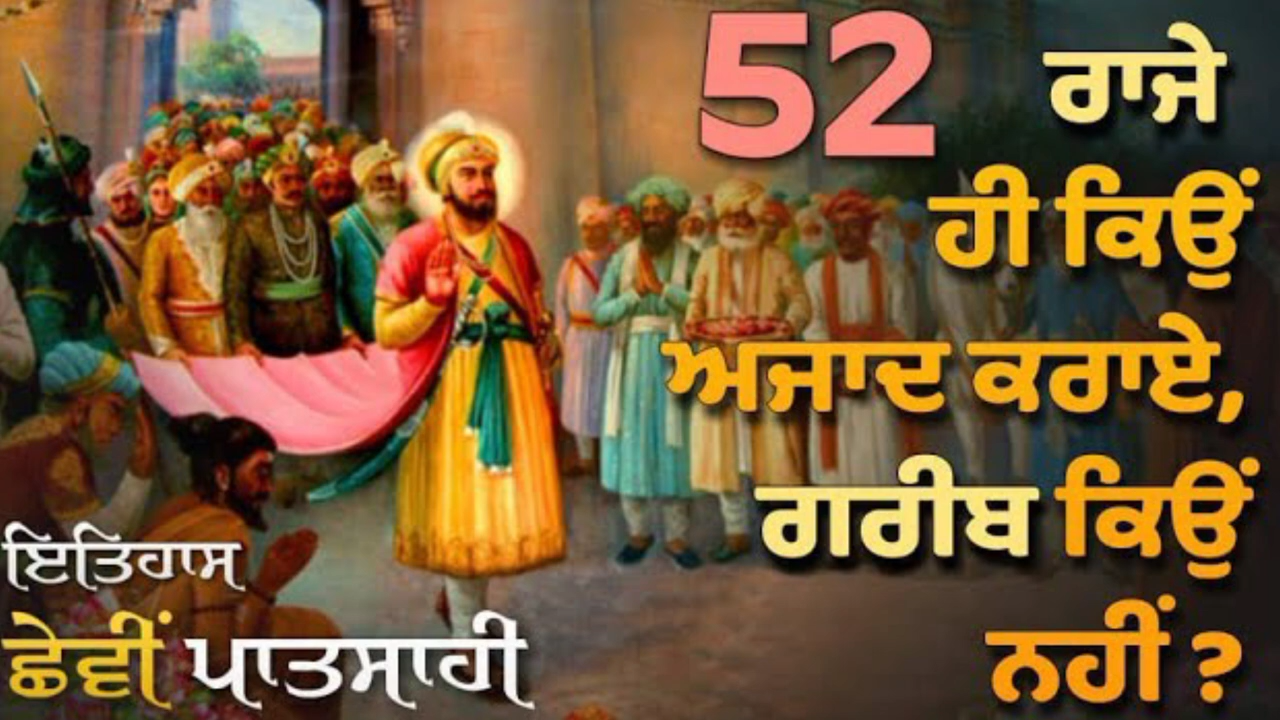 52 ਰਾਜੇ
ਹੀ ਕਿਉਂ
ਅਜਾਦ ਕਰਾਏ,
ਗਰੀਬ ਕਿਉਂ
ਨਹੀਂ ?
ਇਤਿਹਾਸ
ਛੇਵੀਂ ਪਾਤਸਾਹੀ